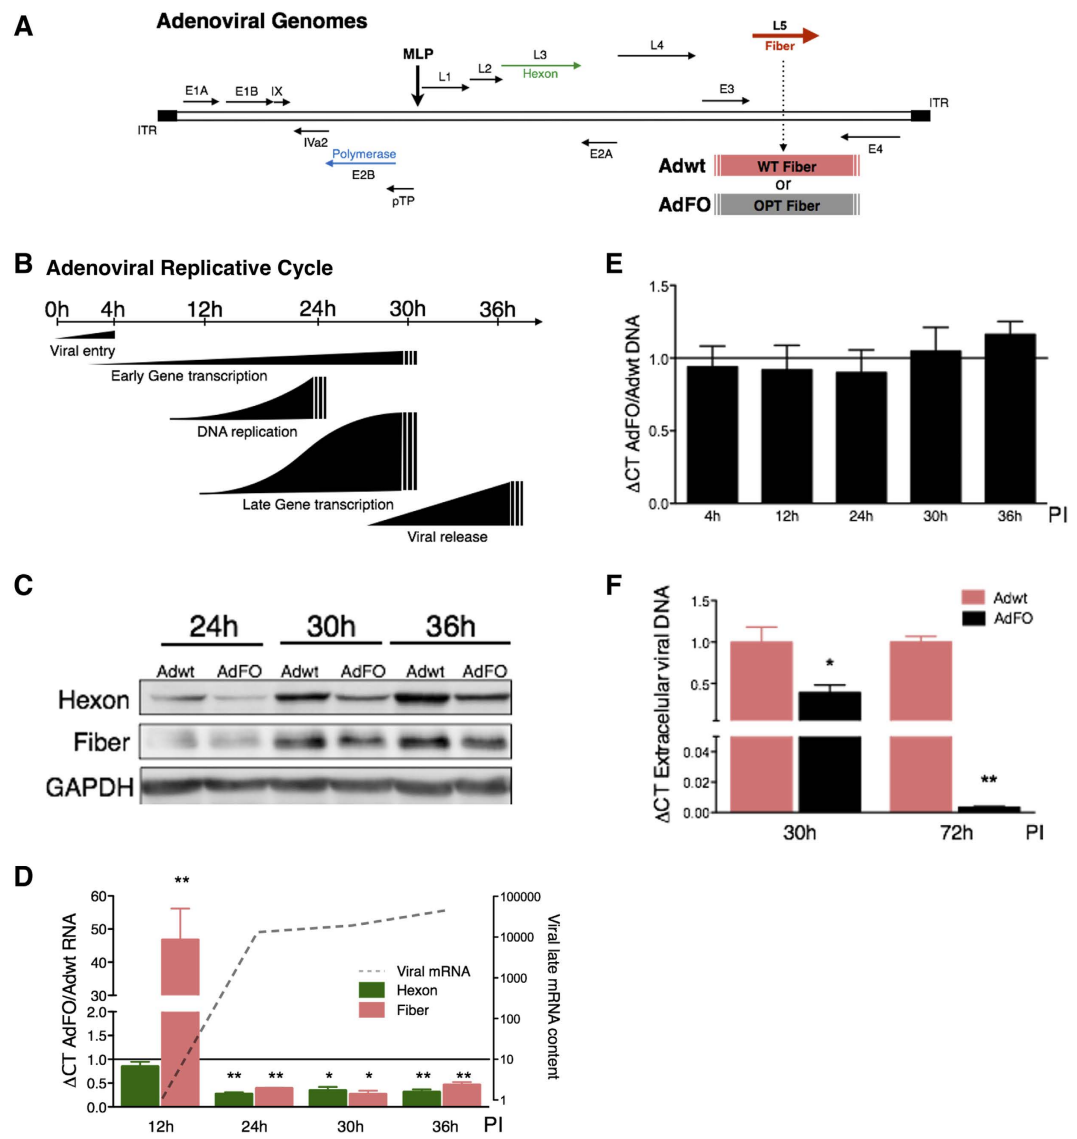 A
Adenoviral Genomes
L5
Fiber
MLP
L4
L3
Hexon
L2
L1
E1A
E1B
IX
E3
ITR
ITR
IVa2
E2A
E4
Polymerase
E2B
pTP
Adwt
WT Fiber
or
AdFO
OPT Fiber
B
Adenoviral Replicative Cycle
0h 4h 12h 24h 30h 36h
Viral entry
Early Gene transcription
DNA replication
Late Gene transcription
Viral release
E
ΔCT AdFO/Adwt DNA
1.5
1.0
0.5
0.0
4h 12h 24h 30h 36h PI
C
24h 30h 36h
Adwt AdFO Adwt AdFO Adwt AdFO
Hexon
Fiber
GAPDH
F
ΔCT Extracelular viral DNA
Adwt
AdFO
1.5
1.0
0.5
0.04
0.02
0.00
*
**
30h 72h PI
D
ΔCT AdFO/Adwt RNA
60
50
40
30
2.0
1.5
1.0
0.5
0.0
**
Viral mRNA
Hexon
Fiber
** ** * * ** **
100000
10000
1000
100
10
1
Viral late mRNA content
12h 24h 30h 36h PI